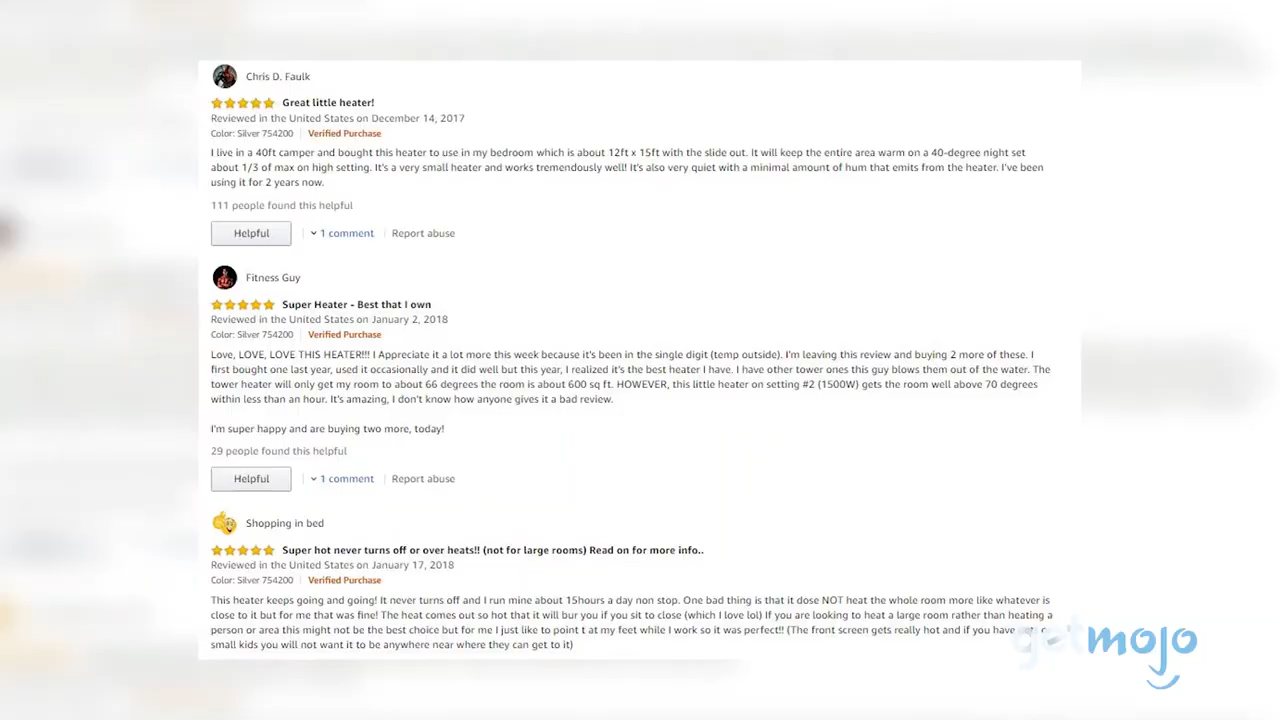 Chris D. Faulk
Great little heater!
Reviewed in the United States on December 14, 2017
Color: Silver 754200 Verified Purchase
I live in a 40ft camper and bought this heater to use in my bedroom which is about 12ft x 15ft with the slide out. It will keep the entire area warm on a 40-degree night set
about 1/3 of max on high setting. It's a very small heater and works tremendously well! It's also very quiet with a minimal amount of hum that emits from the heater. I've been
using it for 2 years now.
111 people found this helpful
Helpful 1 comment Report abuse
Fitness Guy
Super Heater - Best that I own
Reviewed in the United States on January 2, 2018
Color: Silver 754200 Verified Purchase
Love, LOVE, LOVE THIS HEATER!!! I Appreciate it a lot more this week because it's been in the single digit (temp outside). I'm leaving this review and buying 2 more of these. I
first bought one last year, used it occasionally and it did well but this year, I realized it's the best heater I have. I have other tower ones this guy blows them out of the water. The
tower heater will only get my room to about 66 degrees the room is about 600 sq ft. HOWEVER, this little heater on setting #2 (1500W) gets the room well above 70 degrees
within less than an hour. It's amazing, I don't know how anyone gives it a bad review.
I'm super happy and are buying two more, today!
29 people found this helpful
Helpful 1 comment Report abuse
Shopping in bed
Super hot never turns off or over heats!! (not for large rooms) Read on for more info..
Reviewed in the United States on January 17, 2018
Color: Silver 754200 Verified Purchase
This heater keeps going and going! It never turns off and I run mine about 15hours a day non stop. One bad thing is that it dose NOT heat the whole room more like whatever is
close to it but for me that was fine! The heat comes out so hot that it will bur you if you sit to close (which I love lol) If you are looking to heat a large room rather than heating a
person or area this might not be the best choice but for me I just like to point t at my feet while I work so it was perfect!! (The front screen gets really hot and if you have
small kids you will not want it to be anywhere near where they can get to it)
getmojo